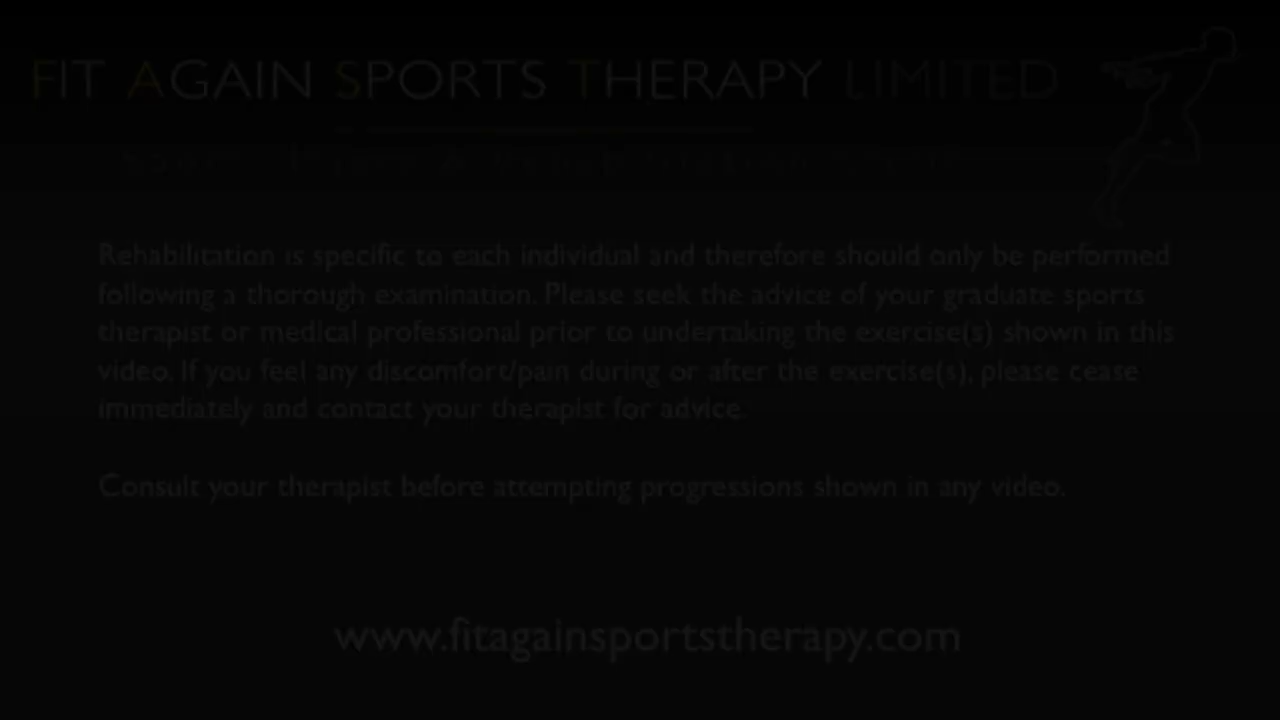 FIT AGAIN SPORTS THERAPY LIMITED
Rehabilitation is specific to each individual and therefore should only be performed
following a thorough examination. Please seek the advice of your graduate sports
therapist or medical professional prior to undertaking the exercise(s) shown in this
video. If you feel any discomfort/pain during or after the exercise(s), please cease
immediately and contact your therapist for advice.
Consult your therapist before attempting progressions shown in any video.
www.fitagainsportstherapy.com